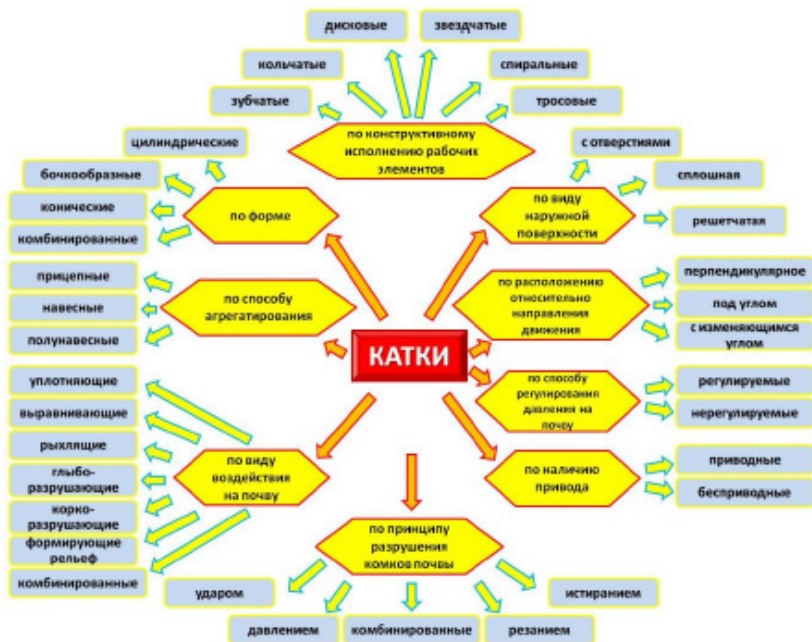 дисковые
звездчатые
кольчатые
спиральные
зубчатые
тросовые
по конструктивному
исполнению рабочих
элементов
цилиндрические
бочкообразные
конические
комбинированные
по форме
с отверстиями
сплошная
решетчатая
по виду
наружной
поверхности
прицепные
навесные
полунавесные
по способу
агрегатирования
перпендикулярное
под углом
с изменяющимся
углом
по расположению
относительно
направления
движения
КАТКИ
уплотняющие
выравнивающие
рыхлящие
глыбо-
разрушающие
корко-
разрушающие
формирующие
рельеф
комбинированные
по виду
воздействия
на почву
по способу
регулирования
давления на
почву
регулируемые
нерегулируемые
по наличию
привода
приводные
бесприводные
по принципу
разрушения
комков почвы
ударом
давлением
комбинированные
резанием
истиранием